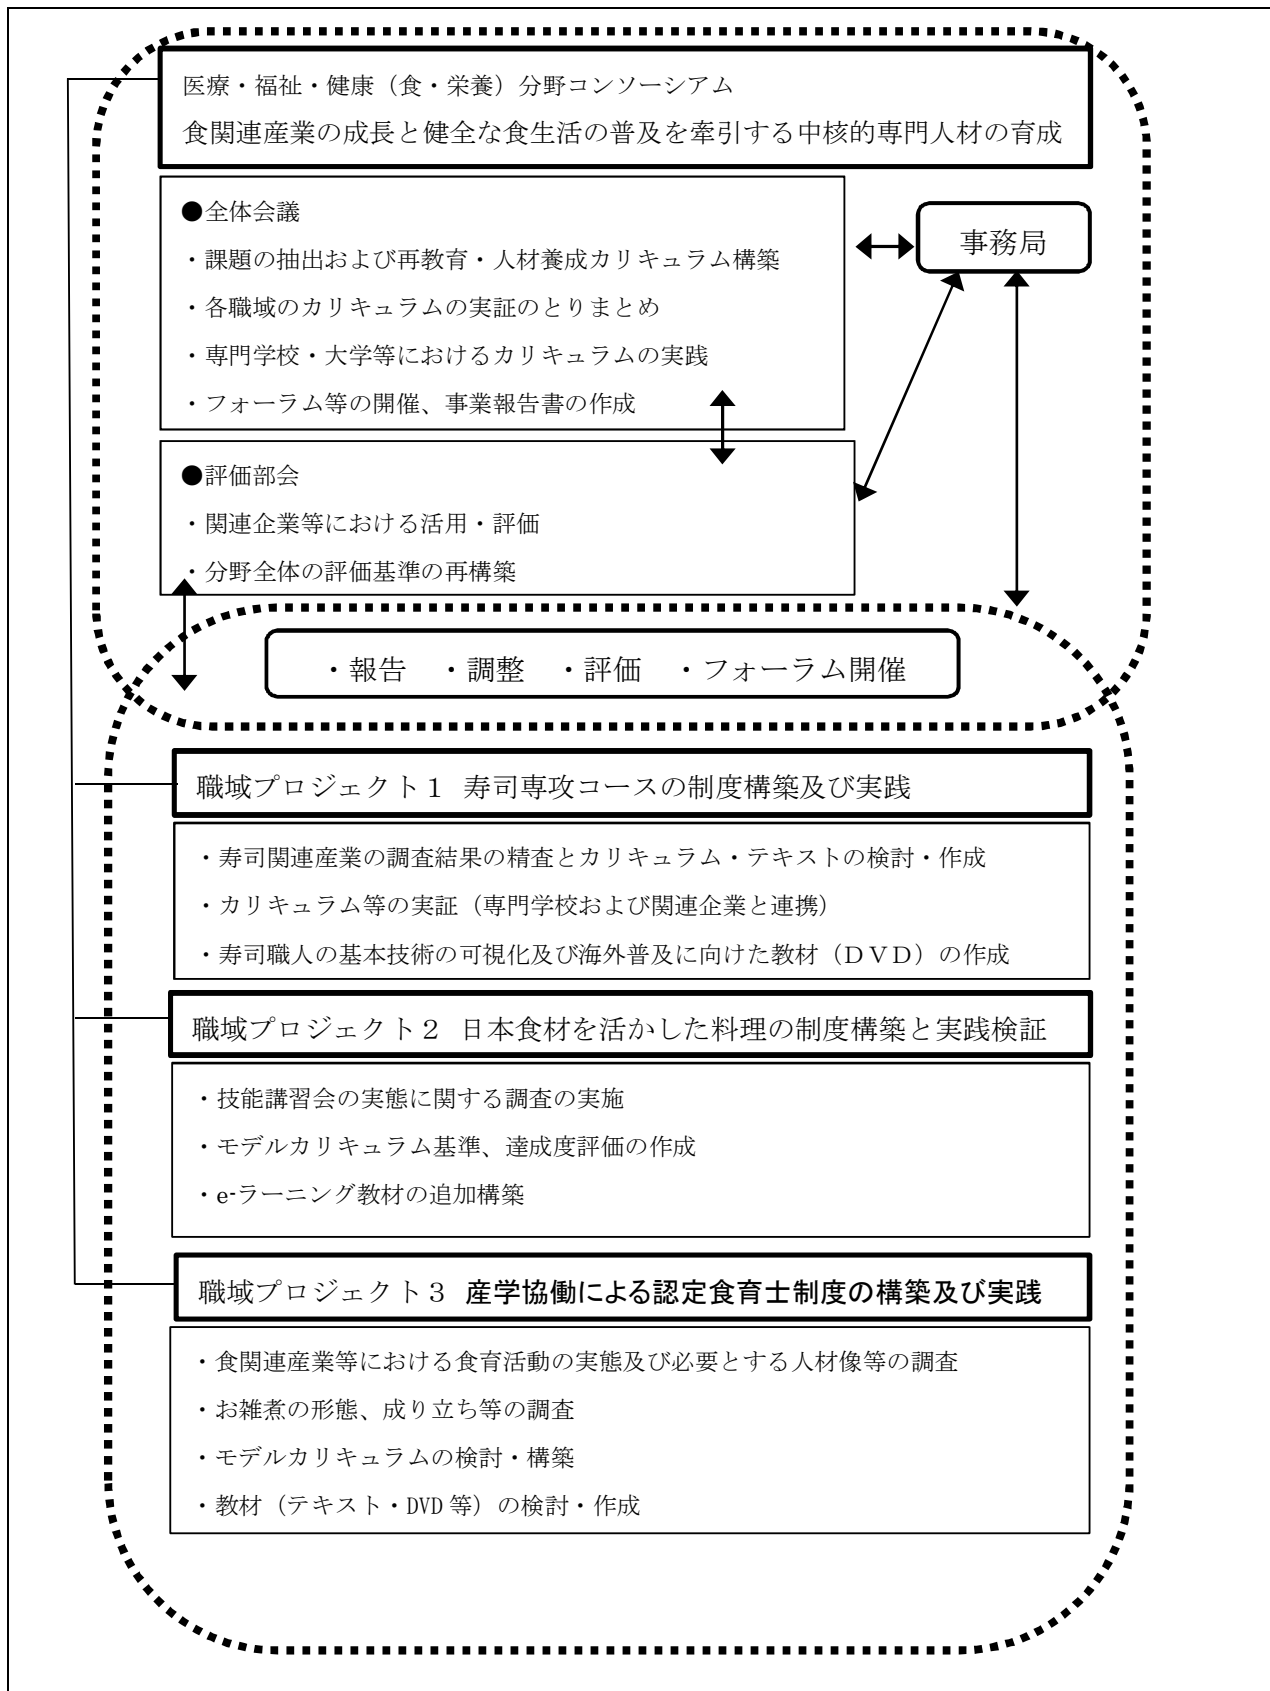 医療・福祉・健康（食・栄養）分野コンソーシアム
食関連産業の成長と健全な食生活の普及を牽引する中核的専門人材の育成
●全体会議
・課題の抽出および再教育・人材養成カリキュラム構築
・各職域のカリキュラムの実証のとりまとめ
・専門学校・大学等におけるカリキュラムの実践
・フォーラム等の開催、事業報告書の作成
事務局
●評価部会
・関連企業等における活用・評価
・分野全体の評価基準の再構築
・報告　・調整　・評価　・フォーラム開催
職域プロジェクト１ 寿司専攻コースの制度構築及び実践
・寿司関連産業の調査結果の精査とカリキュラム・テキストの検討・作成
・カリキュラム等の実証（専門学校および関連企業と連携）
・寿司職人の基本技術の可視化及び海外普及に向けた教材（ＤＶＤ）の作成
職域プロジェクト２ 日本食材を活かした料理の制度構築と実践検証
・技能講習会の実態に関する調査の実施
・モデルカリキュラム基準、達成度評価の作成
・e-ラーニング教材の追加構築
職域プロジェクト３ 産学協働による認定食育士制度の構築及び実践
・食関連産業等における食育活動の実態及び必要とする人材像等の調査
・お雑煮の形態、成り立ち等の調査
・モデルカリキュラムの検討・構築
・教材（テキスト・DVD 等）の検討・作成